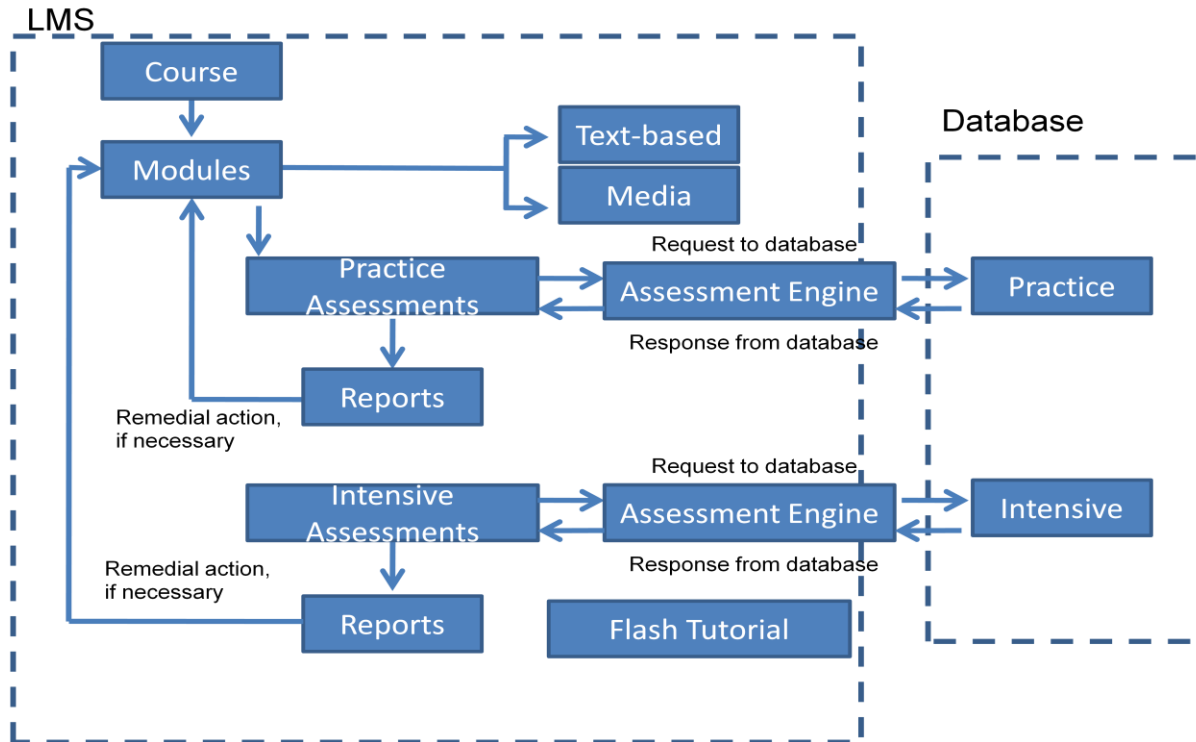 LMS
Course
Modules
Text-based
Media
Database
Request to database
Practice
Assessments
Assessment Engine
Practice
Response from database
Reports
Remedial action,
if necessary
Request to database
Intensive
Assessments
Assessment Engine
Intensive
Response from database
Remedial action,
if necessary
Reports
Flash Tutorial